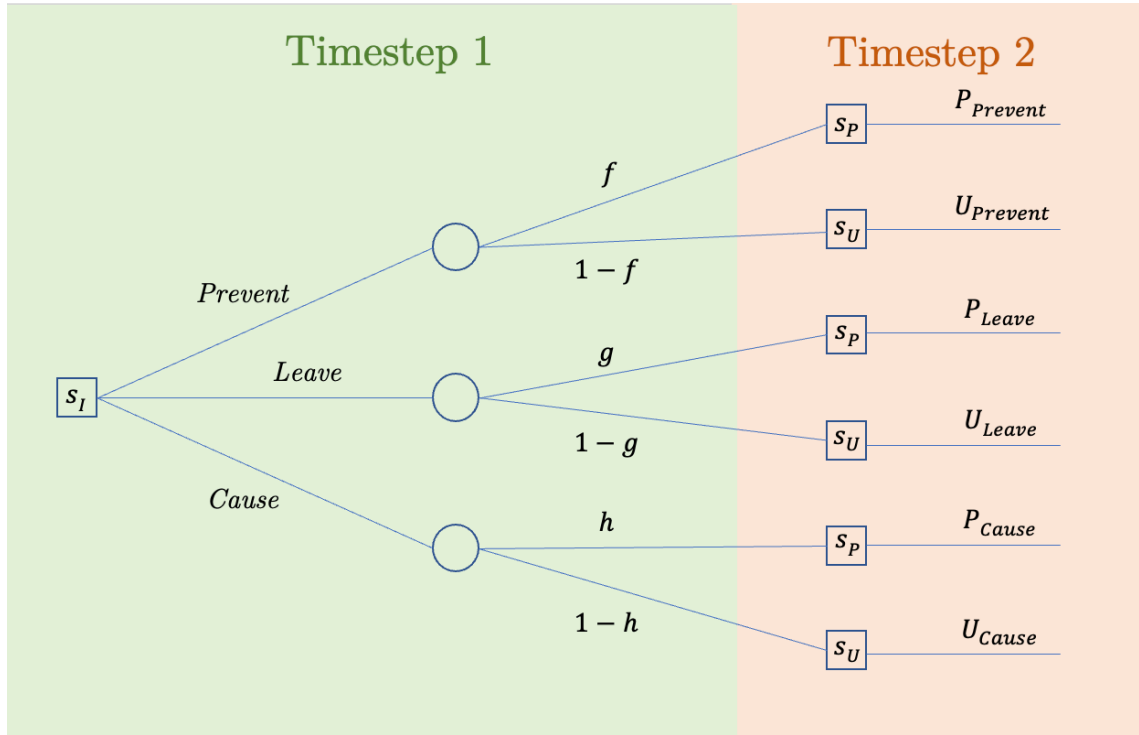 Timestep 1
Timestep 2
P_Prevent
s_P
f
U_Prevent
s_U
1 − f
Prevent
P_Leave
s_P
g
Leave
s_I
U_Leave
s_U
1 − g
Cause
P_Cause
h
s_P
1 − h
U_Cause
s_U